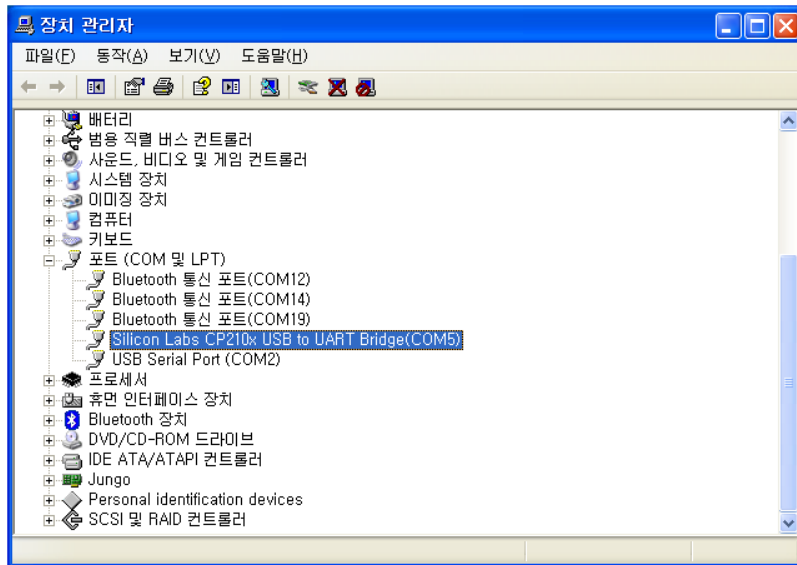 장치 관리자
파일(F) 동작(A) 보기(V) 도움말(H)
배터리
범용 직렬 버스 컨트롤러
사운드, 비디오 및 게임 컨트롤러
시스템 장치
이미징 장치
컴퓨터
키보드
포트 (COM 및 LPT)
Bluetooth 통신 포트(COM12)
Bluetooth 통신 포트(COM14)
Bluetooth 통신 포트(COM19)
Silicon Labs CP210x USB to UART Bridge(COM5)
USB Serial Port (COM2)
프로세서
휴먼 인터페이스 장치
Bluetooth 장치
DVD/CD-ROM 드라이브
IDE ATA/ATAPI 컨트롤러
Jungo
Personal identification devices
SCSI 및 RAID 컨트롤러